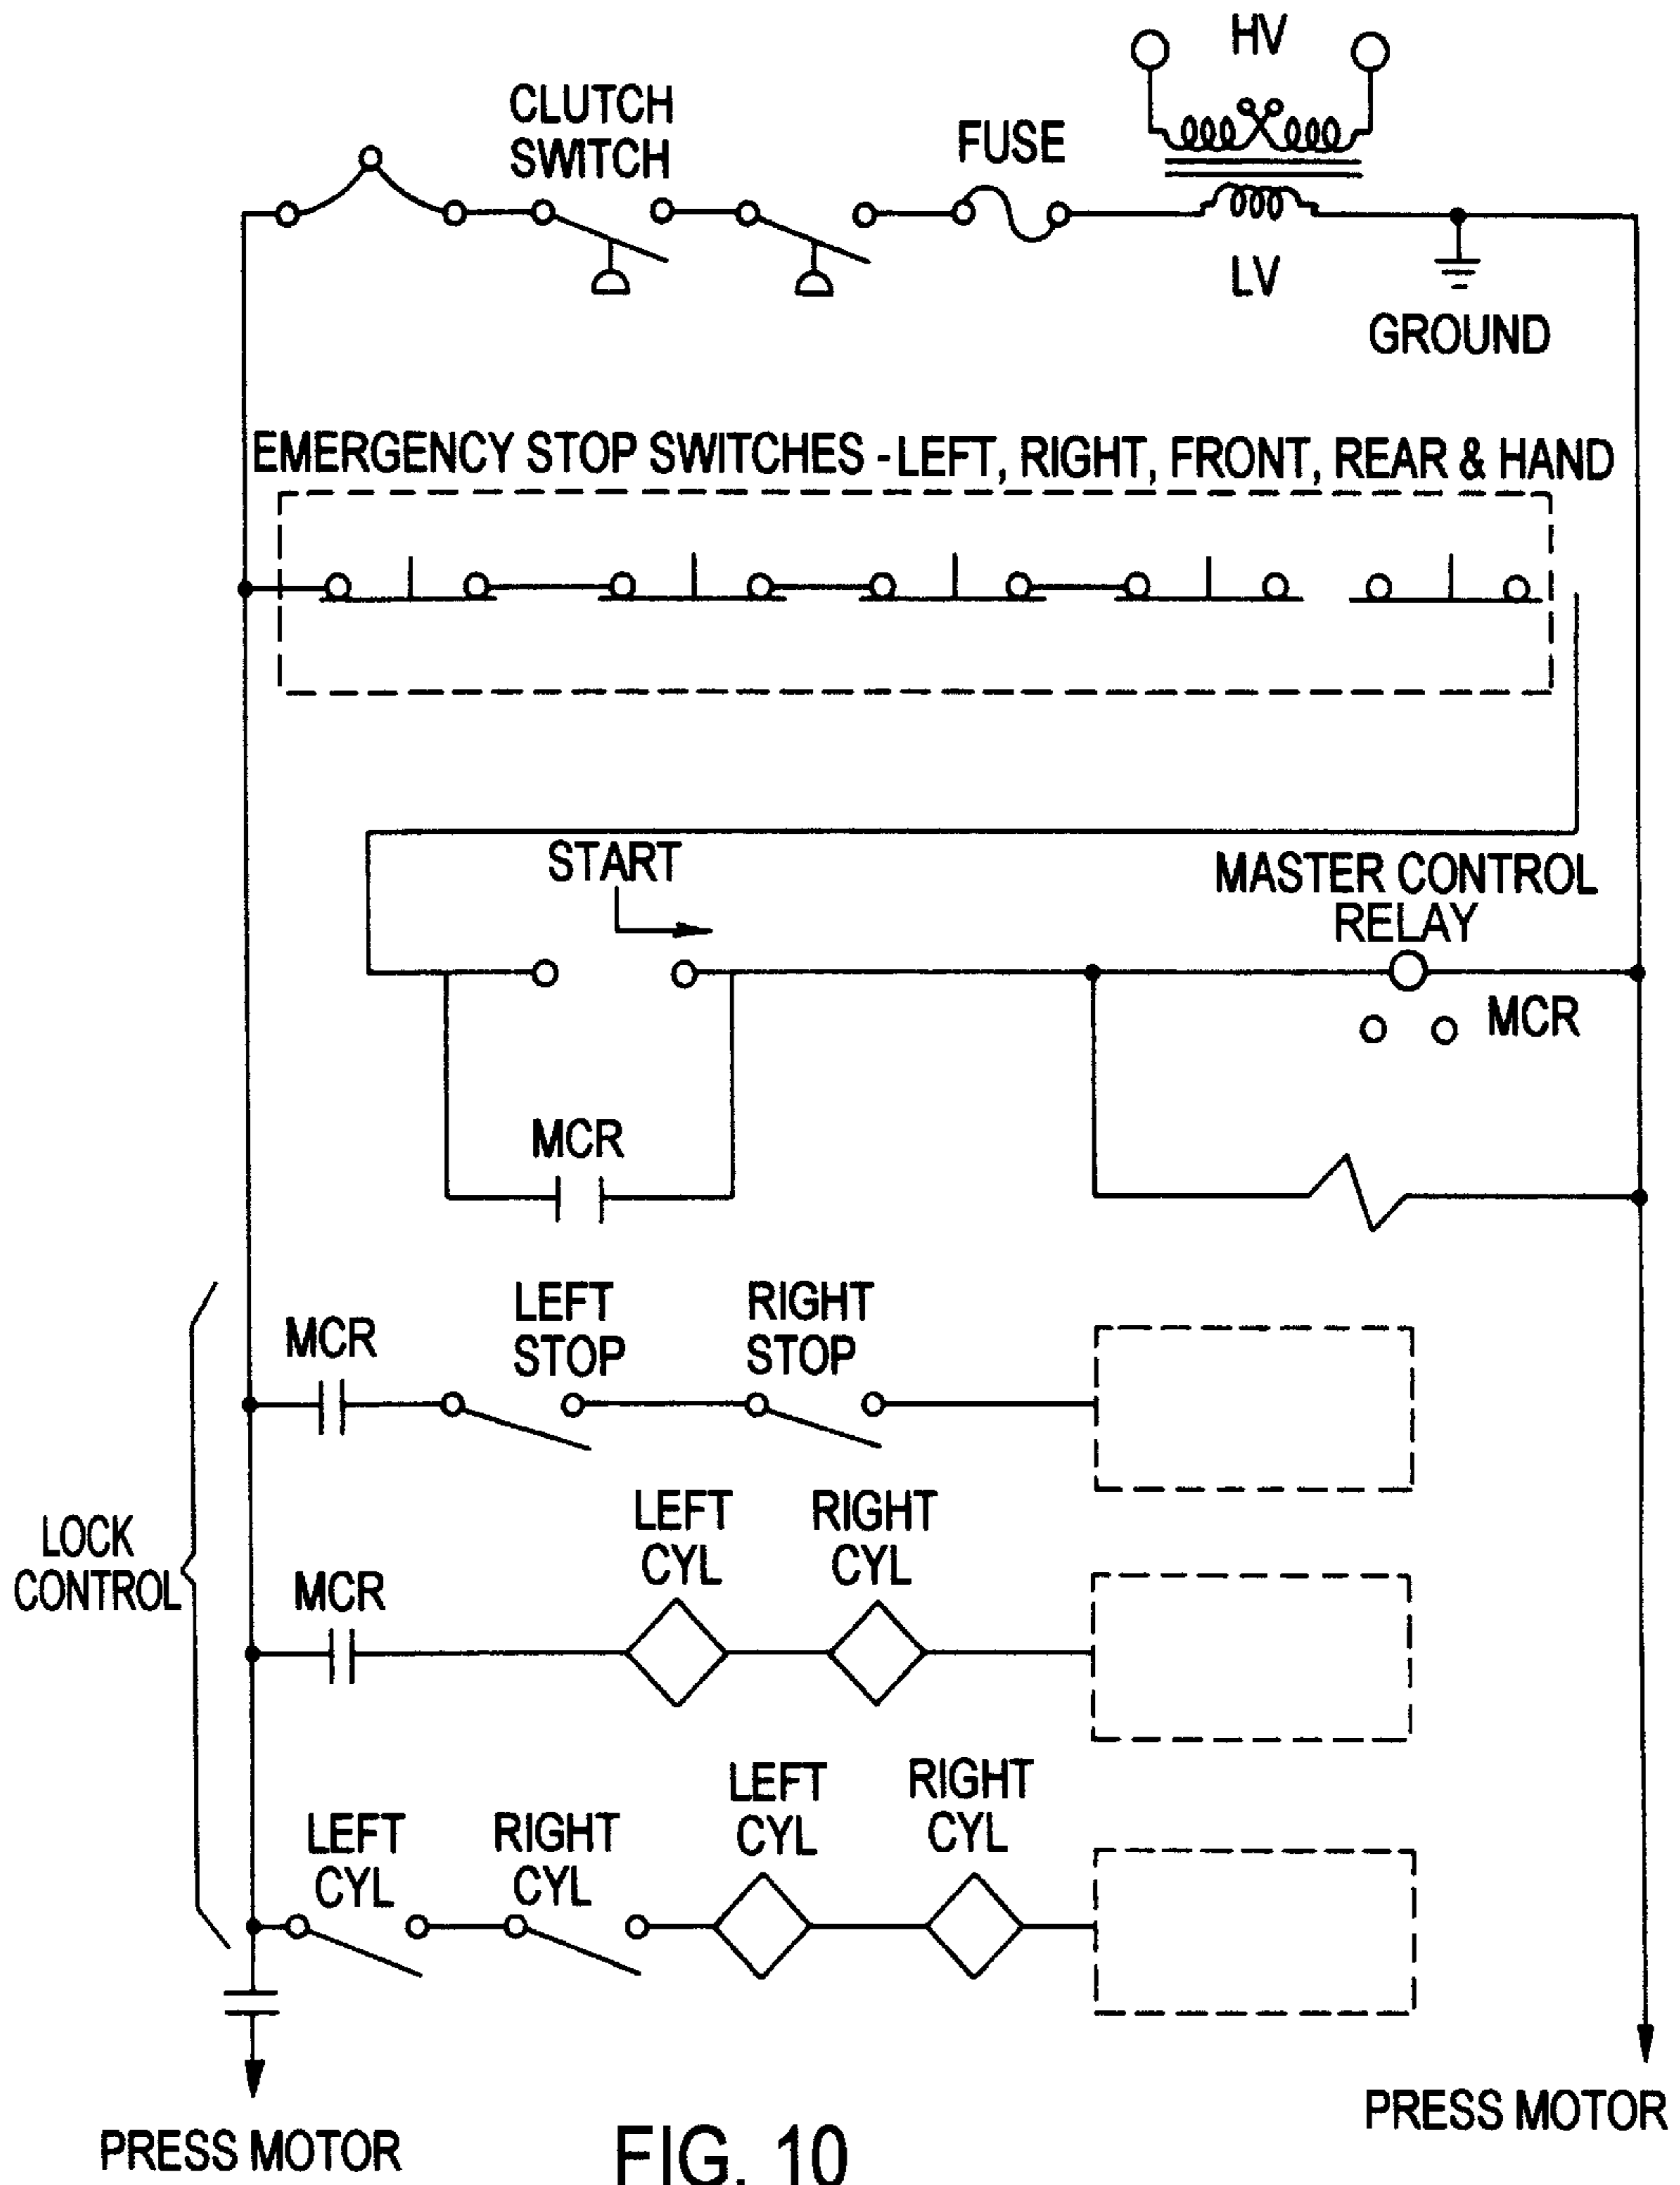 HV
CLUTCH
SWITCH
FUSE
LV
GROUND
EMERGENCY STOP SWITCHES - LEFT, RIGHT, FRONT, REAR & HAND
START
MASTER CONTROL
RELAY
MCR
MCR
LEFT
STOP
RIGHT
STOP
MCR
LOCK
CONTROL
LEFT
CYL
RIGHT
CYL
MCR
LEFT
CYL
RIGHT
CYL
LEFT
CYL
RIGHT
CYL
PRESS MOTOR
PRESS MOTOR
FIG. 10